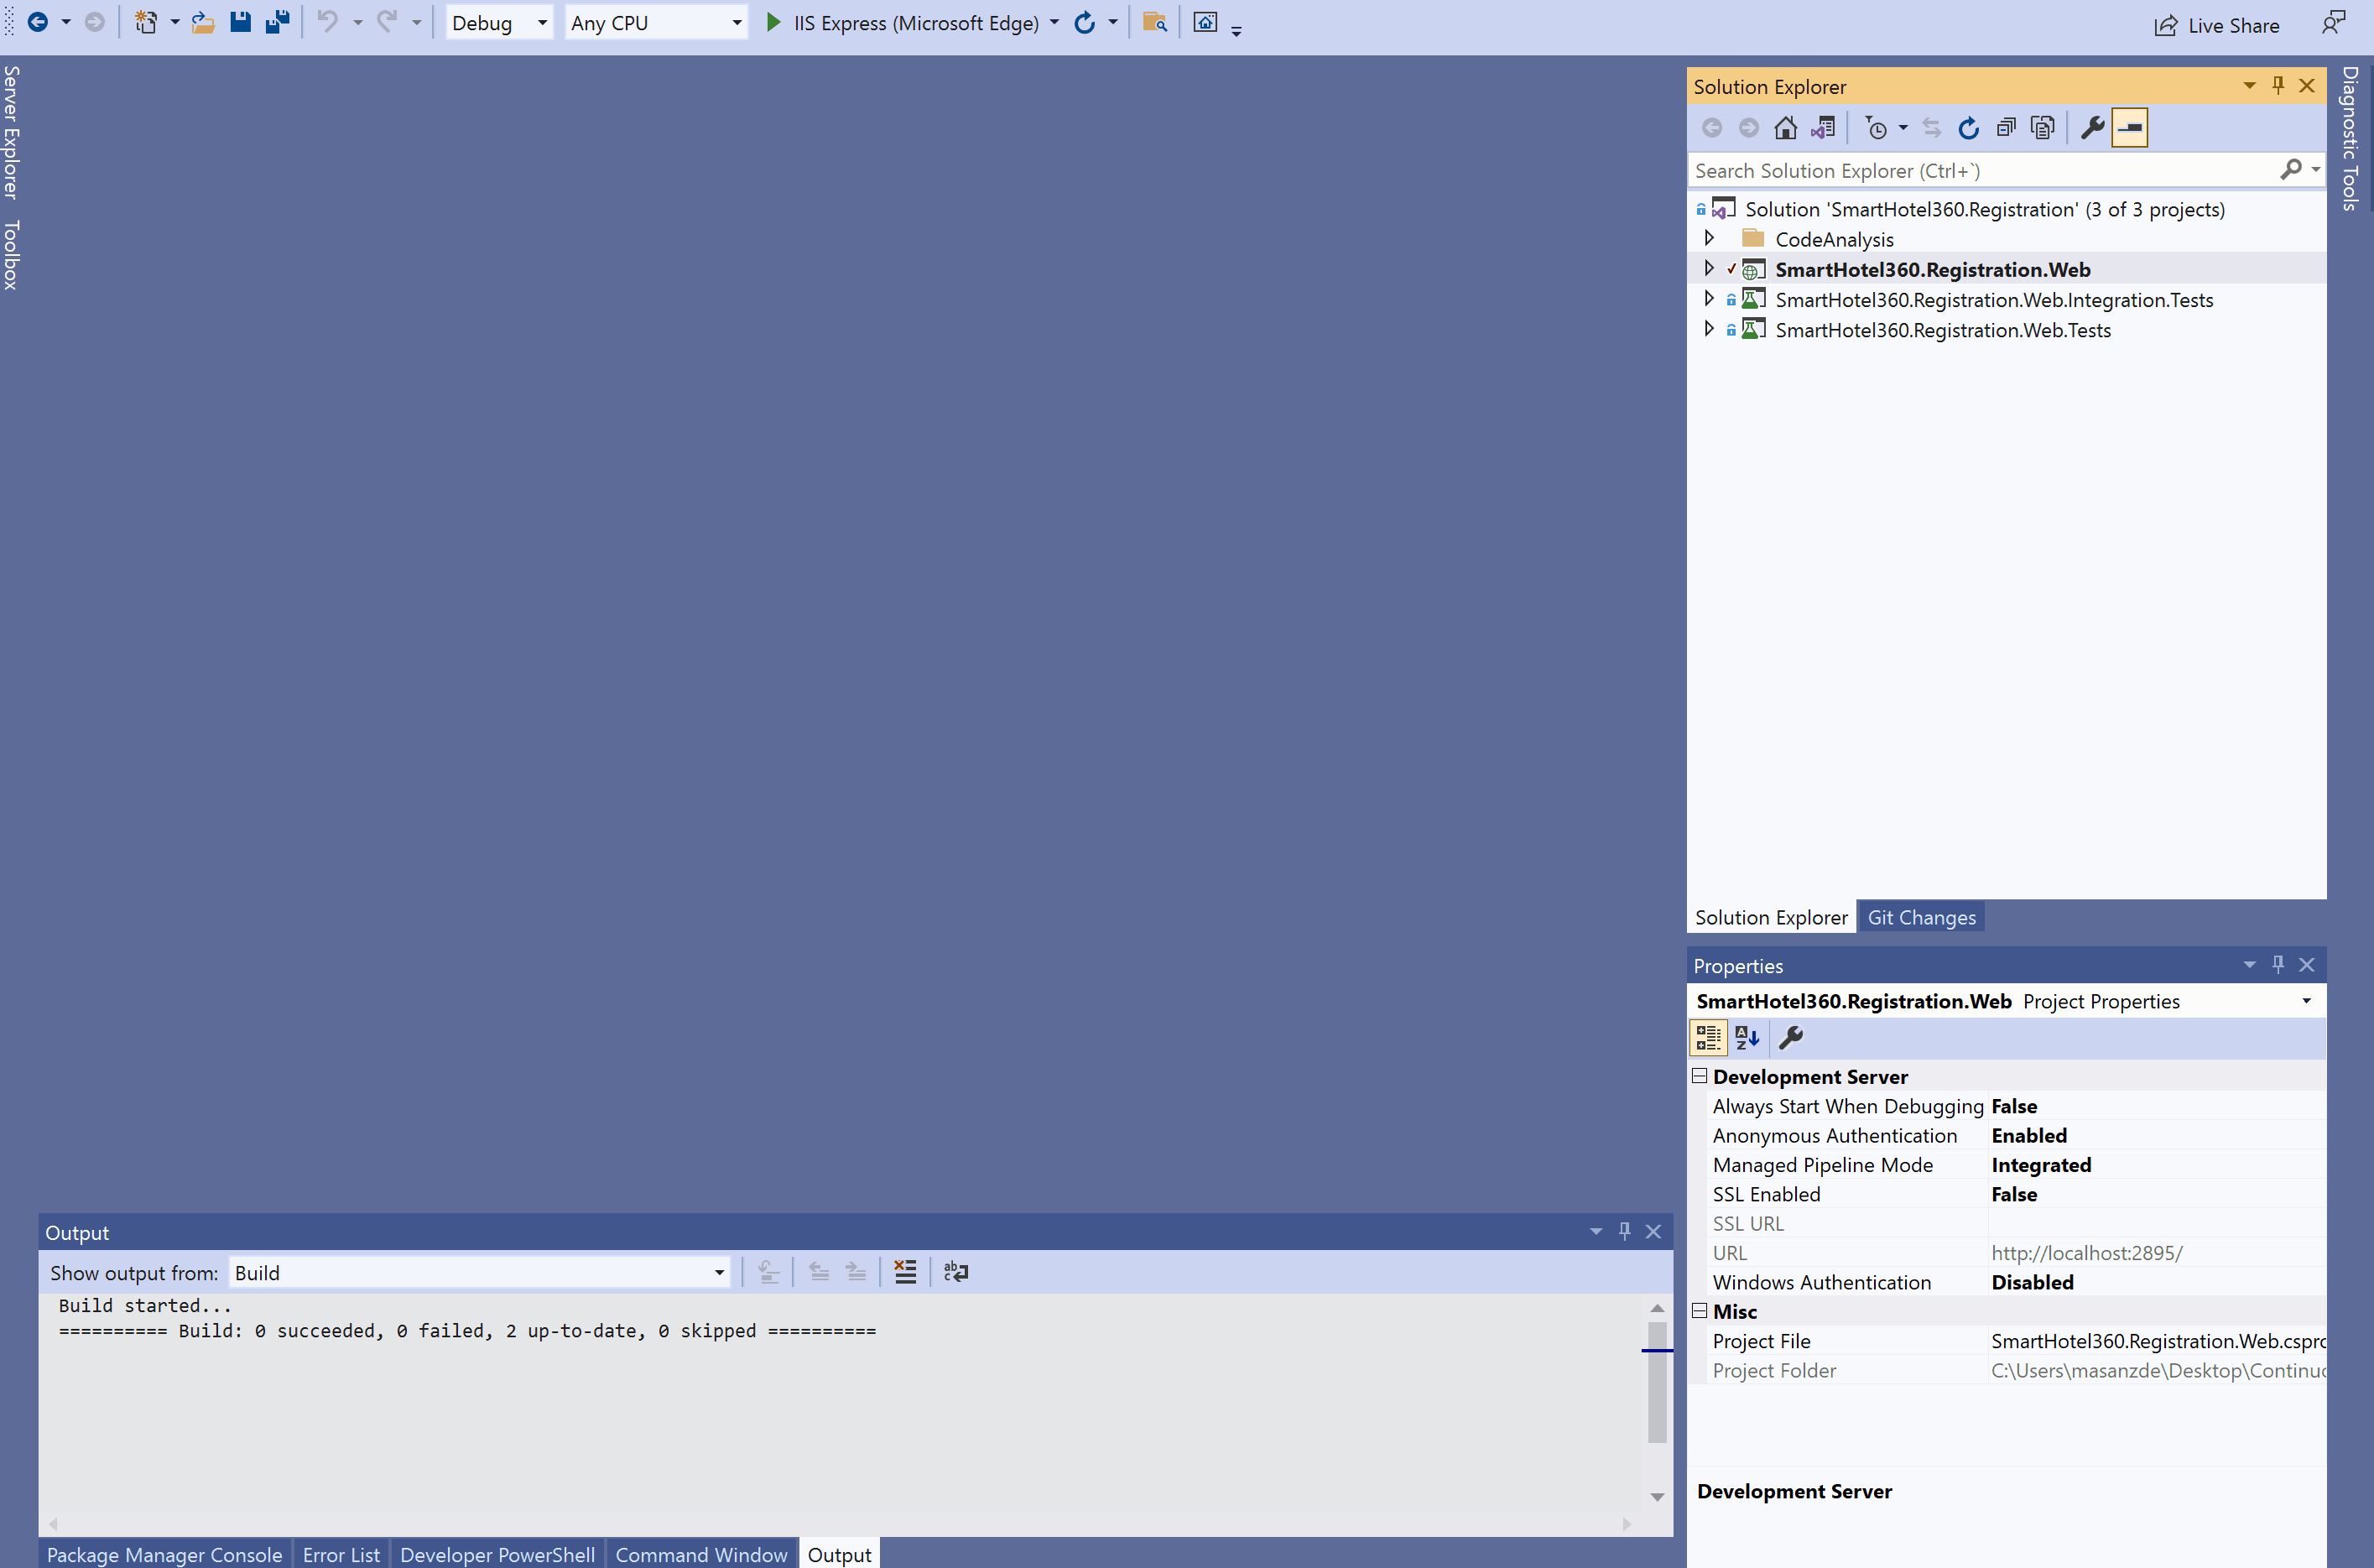 Debug
Any CPU
IIS Express (Microsoft Edge)
Live Share
Server Explorer
Toolbox
Diagnostic Tools
Solution Explorer
Search Solution Explorer (Ctrl+`)
Solution 'SmartHotel360.Registration' (3 of 3 projects)
CodeAnalysis
SmartHotel360.Registration.Web
SmartHotel360.Registration.Web.Integration.Tests
SmartHotel360.Registration.Web.Tests
Solution Explorer
Git Changes
Properties
SmartHotel360.Registration.Web Project Properties
Development Server
Always Start When Debugging False
Anonymous Authentication Enabled
Managed Pipeline Mode Integrated
SSL Enabled False
SSL URL
URL http://localhost:2895/
Windows Authentication Disabled
Misc
Project File SmartHotel360.Registration.Web.cspro
Project Folder C:\Users\masanzde\Desktop\Continuo
Development Server
Output
Show output from: Build
Build started...
========== Build: 0 succeeded, 0 failed, 2 up-to-date, 0 skipped ==========
Package Manager Console
Error List
Developer PowerShell
Command Window
Output